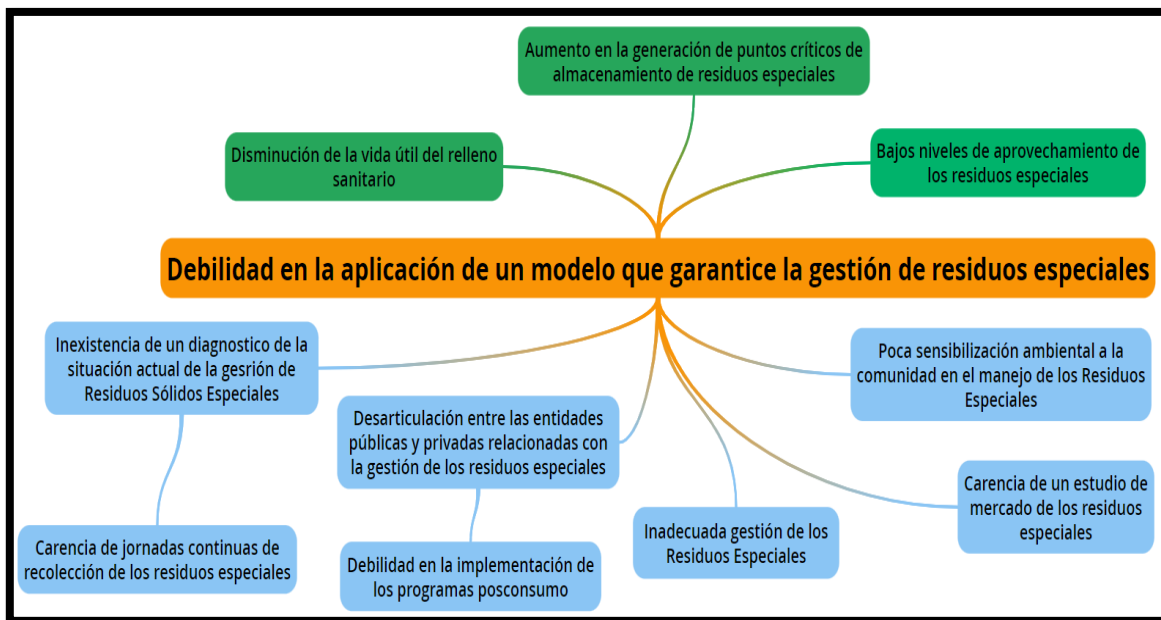 Aumento en la generación de puntos críticos de
almacenamiento de residuos especiales
Disminución de la vida útil del relleno
sanitario
Bajos niveles de aprovechamiento de
los residuos especiales
Debilidad en la aplicación de un modelo que garantice la gestión de residuos especiales
Inexistencia de un diagnostico de la
situación actual de la gesrión de
Residuos Sólidos Especiales
Poca sensibilización ambiental a la
comunidad en el manejo de los Residuos
Especiales
Desarticulación entre las entidades
públicas y privadas relacionadas con
la gestión de los residuos especiales
Carencia de un estudio de
mercado de los residuos
especiales
Carencia de jornadas continuas de
recolección de los residuos especiales
Debilidad en la implementación de
los programas posconsumo
Inadecuada gestión de los
Residuos Especiales